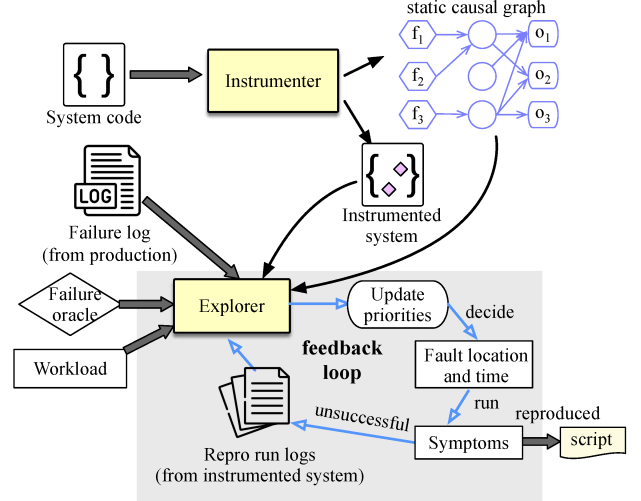 static causal graph
f1
o1
f2
o2
f3
o3
{ }
Instrumenter
System code
LOG
{ }
Instrumented
system
Failure log
(from production)
Failure
oracle
Explorer
Update
priorities
decide
Workload
feedback
loop
Fault location
and time
run
unsuccessful
reproduced
Symptoms
script
Repro run logs
(from instrumented system)